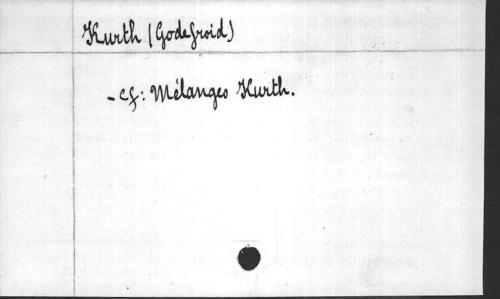 Kurth (Godefroid)
- cf: Mélanges Kurth.